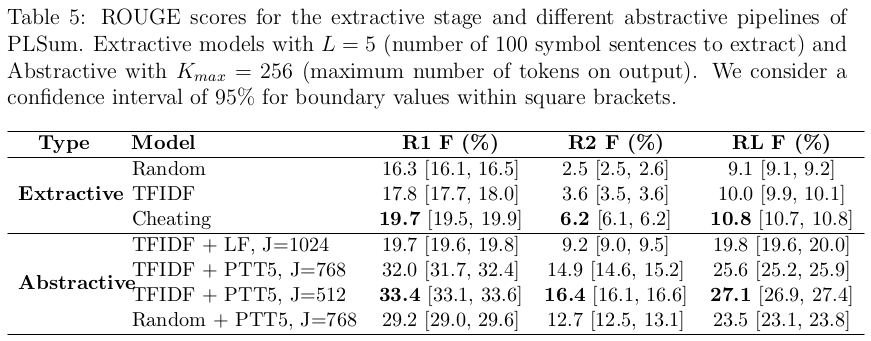 Table 5: ROUGE scores for the extractive stage and different abstractive pipelines of
PLSum. Extractive models with L = 5 (number of 100 symbol sentences to extract) and
Abstractive with Kmax = 256 (maximum number of tokens on output). We consider a
confidence interval of 95% for boundary values within square brackets.
Type Model R1 F (%) R2 F (%) RL F (%)
Random 16.3 [16.1, 16.5] 2.5 [2.5, 2.6] 9.1 [9.1, 9.2]
Extractive TFIDF 17.8 [17.7, 18.0] 3.6 [3.5, 3.6] 10.0 [9.9, 10.1]
Cheating 19.7 [19.5, 19.9] 6.2 [6.1, 6.2] 10.8 [10.7, 10.8]
TFIDF + LF, J=1024 19.7 [19.6, 19.8] 9.2 [9.0, 9.5] 19.8 [19.6, 20.0]
TFIDF + PTT5, J=768 32.0 [31.7, 32.4] 14.9 [14.6, 15.2] 25.6 [25.2, 25.9]
Abstractive TFIDF + PTT5, J=512 33.4 [33.1, 33.6] 16.4 [16.1, 16.6] 27.1 [26.9, 27.4]
Random + PTT5, J=768 29.2 [29.0, 29.6] 12.7 [12.5, 13.1] 23.5 [23.1, 23.8]